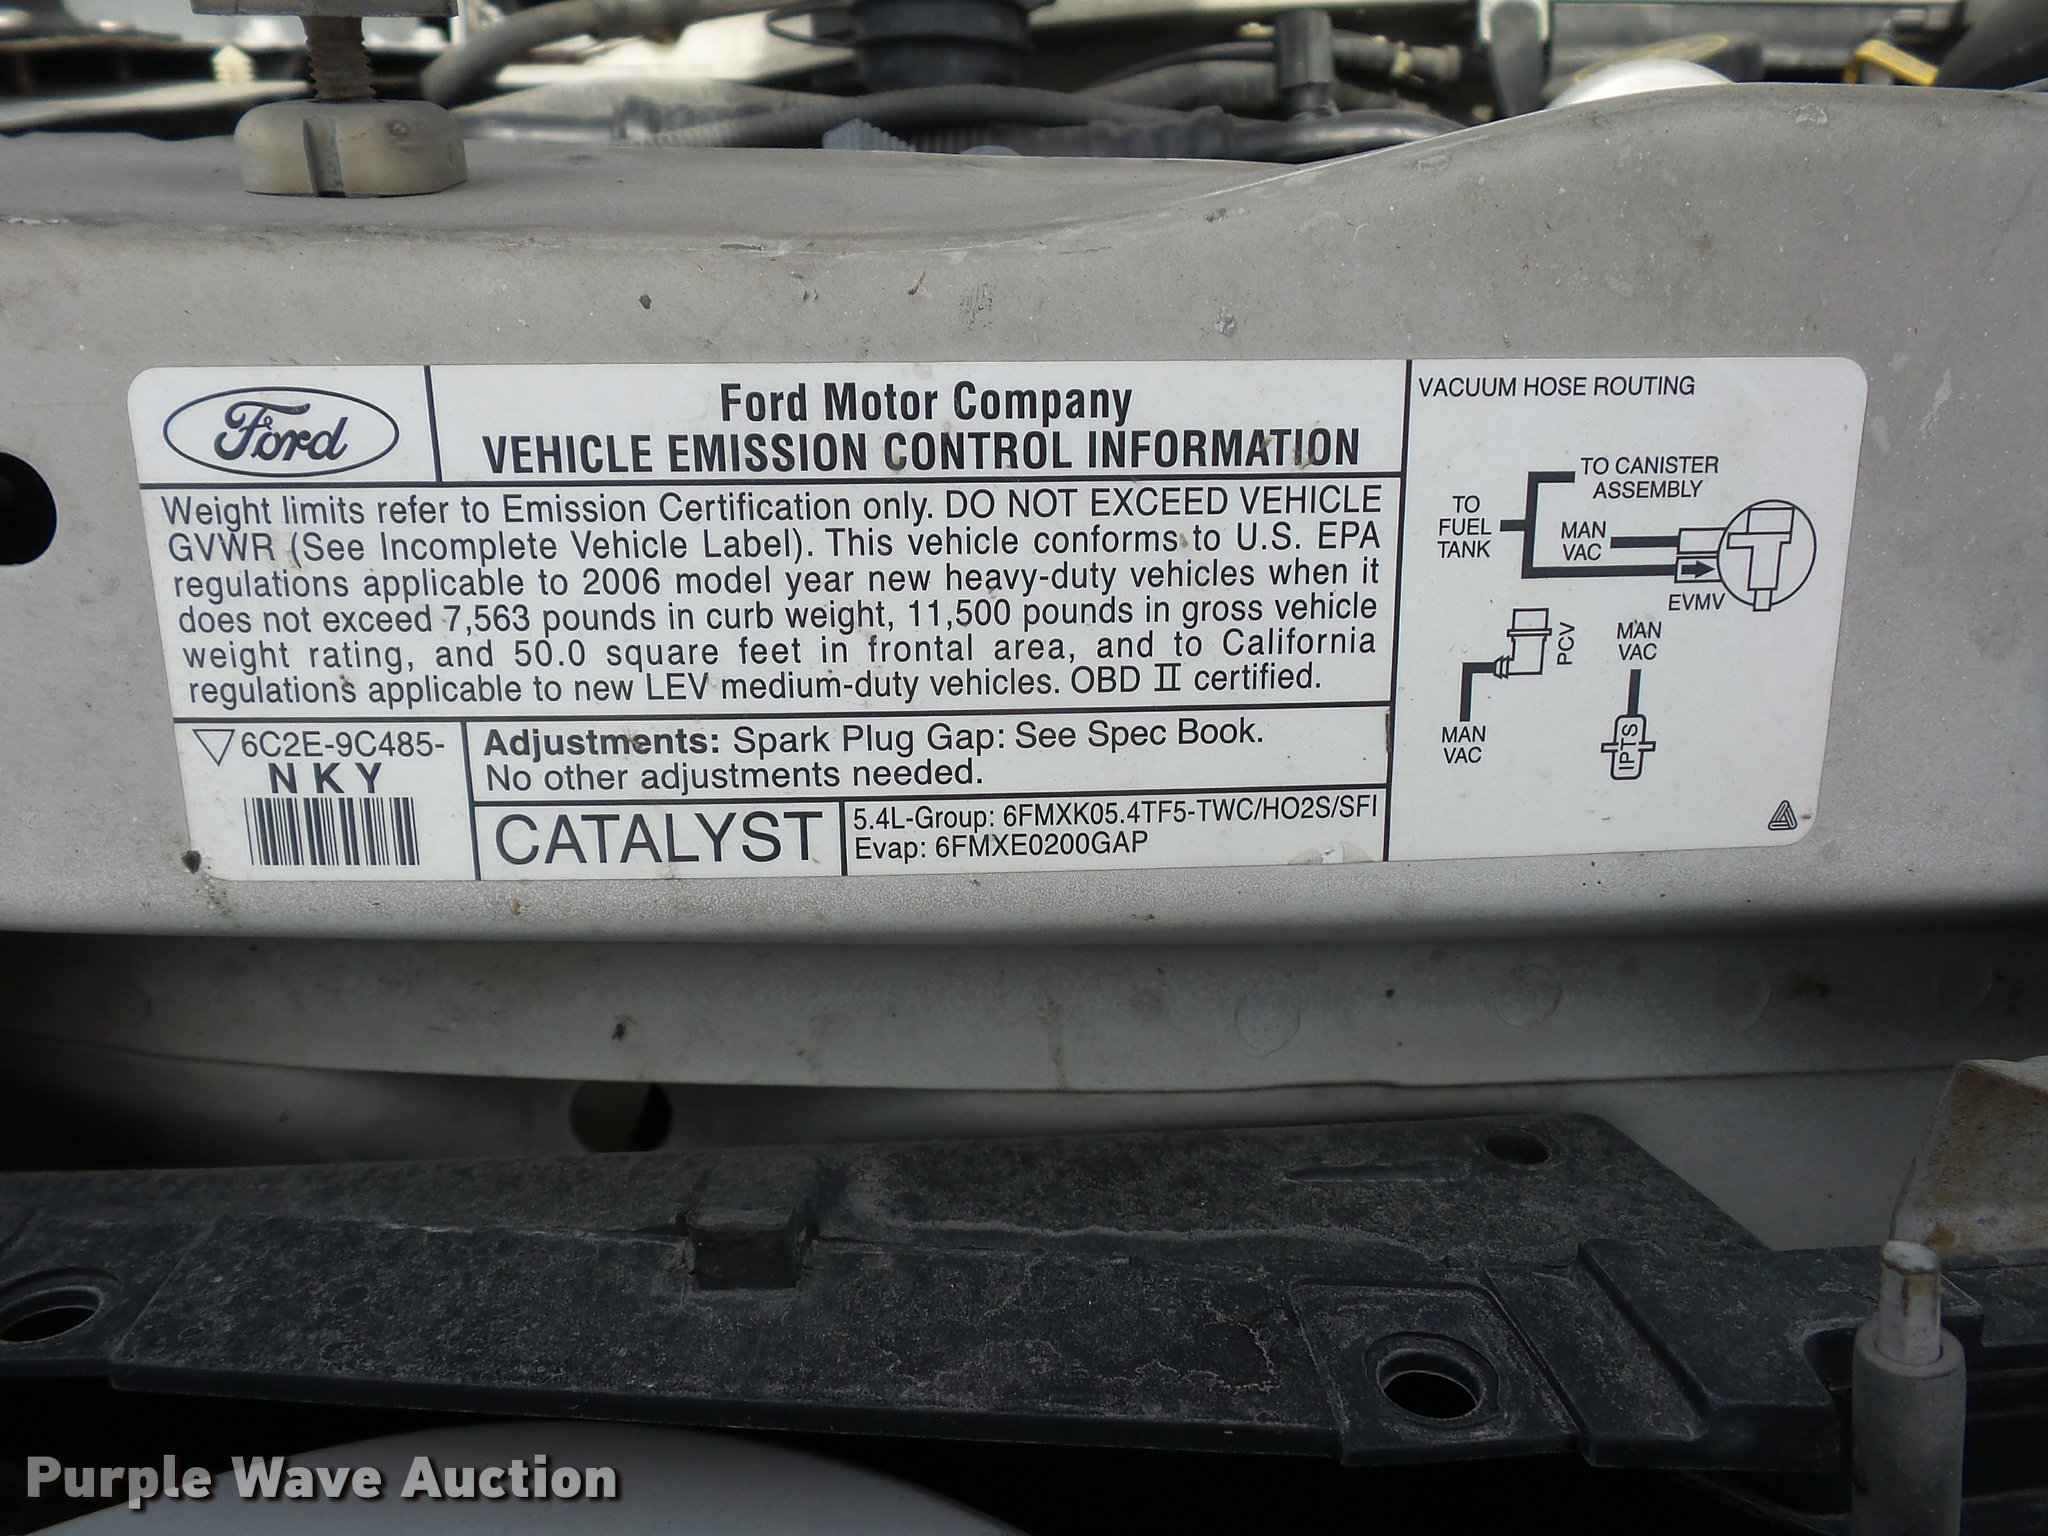 Ford
Ford Motor Company
VEHICLE EMISSION CONTROL INFORMATION
Weight limits refer to Emission Certification only. DO NOT EXCEED VEHICLE
GVWR (See Incomplete Vehicle Label). This vehicle conforms to U.S. EPA
regulations applicable to 2006 model year new heavy-duty vehicles when it
does not exceed 7,563 pounds in curb weight, 11,500 pounds in gross vehicle
weight rating, and 50.0 square feet in frontal area, and to California
regulations applicable to new LEV medium-duty vehicles. OBD II certified.
6C2E-9C485-
NKY
Adjustments: Spark Plug Gap: See Spec Book.
No other adjustments needed.
CATALYST
5.4L-Group: 6FMXK05.4TF5-TWC/HO2S/SFI
Evap: 6FMXE0200GAP
VACUUM HOSE ROUTING
TO CANISTER
ASSEMBLY
TO
FUEL
TANK
MAN
VAC
EVMV
PCV
MAN
VAC
MAN
VAC
IPTS
Purple Wave Auction